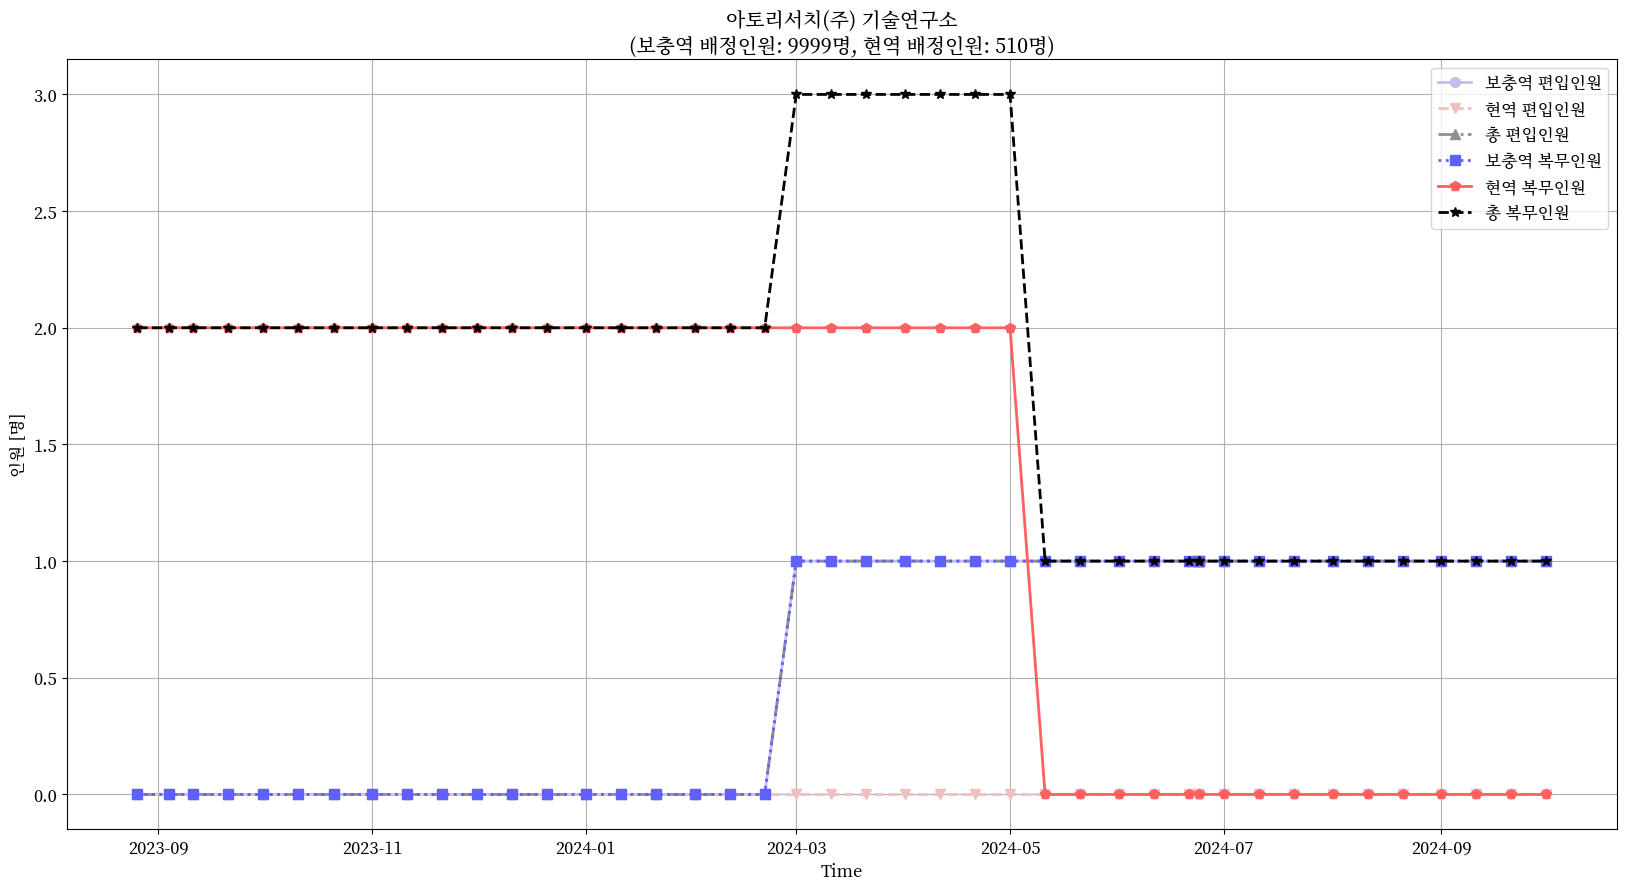 아토리서치(주) 기술연구소
(보충역 배정인원: 9999명, 현역 배정인원: 510명)
보충역 편입인원
현역 편입인원
총 편입인원
보충역 복무인원
현역 복무인원
총 복무인원
3.0
2.5
2.0
1.5
1.0
0.5
0.0
인원 [명]
2023-09
2023-11
2024-01
2024-03
2024-05
2024-07
2024-09
Time